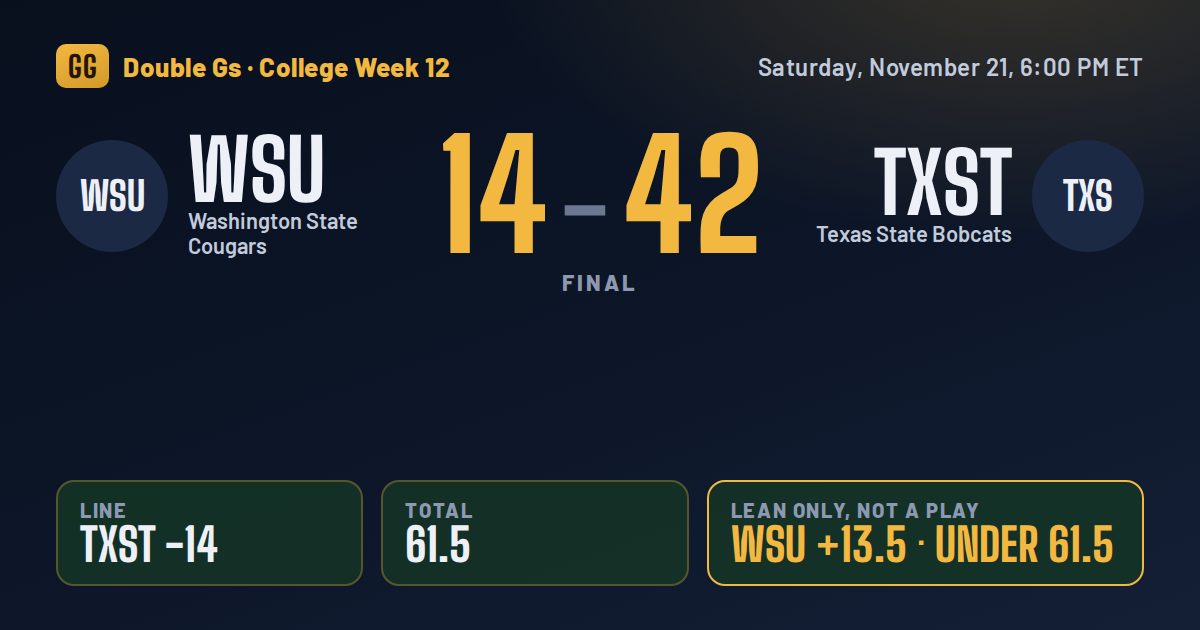 GG
Double Gs · College Week 12
Saturday, November 21, 6:00 PM ET
WSU
WSU
Washington State
Cougars
14 – 42
FINAL
TXST
Texas State Bobcats
TXS
LINE
TXST −14
TOTAL
61.5
LEAN ONLY, NOT A PLAY
WSU +13.5 · UNDER 61.5